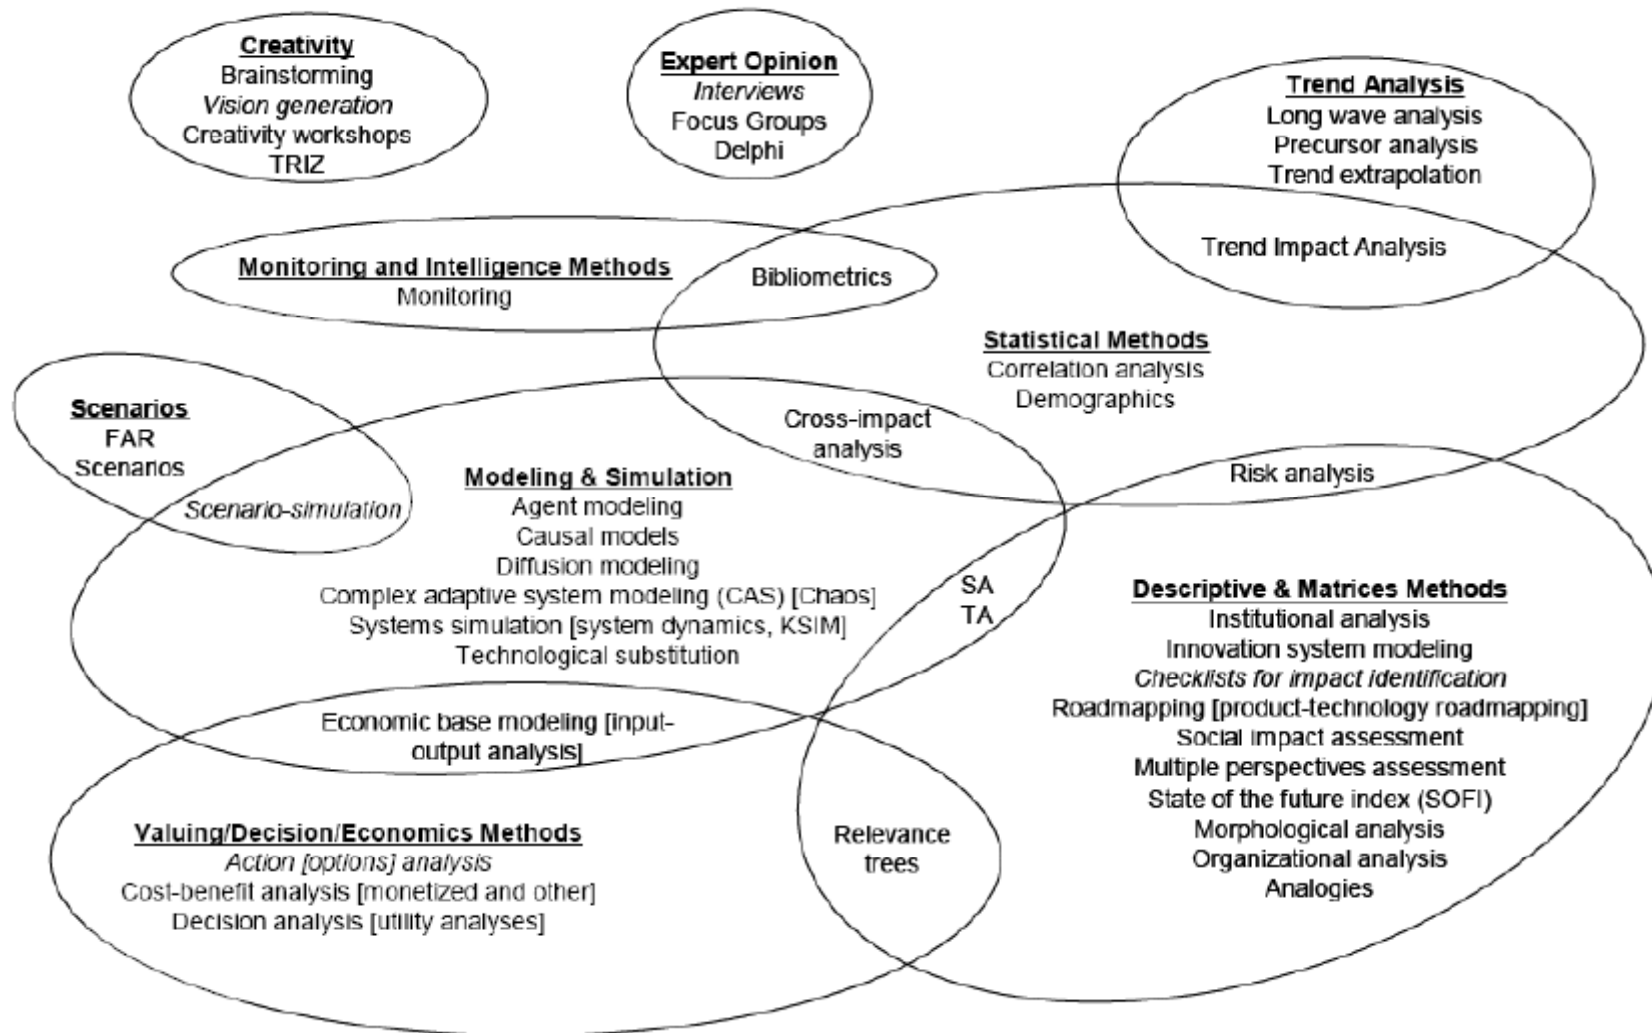 Creativity
Brainstorming
Vision generation
Creativity workshops
TRIZ
Expert Opinion
Interviews
Focus Groups
Delphi
Trend Analysis
Long wave analysis
Precursor analysis
Trend extrapolation
Trend Impact Analysis
Monitoring and Intelligence Methods
Monitoring
Bibliometrics
Statistical Methods
Correlation analysis
Demographics
Scenarios
FAR
Scenarios
Scenario-simulation
Cross-impact
analysis
Modeling & Simulation
Agent modeling
Causal models
Diffusion modeling
Complex adaptive system modeling (CAS) [Chaos]
Systems simulation [system dynamics, KSIM]
Technological substitution
Risk analysis
SA
TA
Descriptive & Matrices Methods
Institutional analysis
Innovation system modeling
Checklists for impact identification
Roadmapping [product-technology roadmapping]
Social impact assessment
Multiple perspectives assessment
State of the future index (SOFI)
Morphological analysis
Organizational analysis
Analogies
Economic base modeling [input-
output analysis]
Valuing/Decision/Economics Methods
Action [options] analysis
Cost-benefit analysis [monetized and other]
Decision analysis [utility analyses]
Relevance
trees